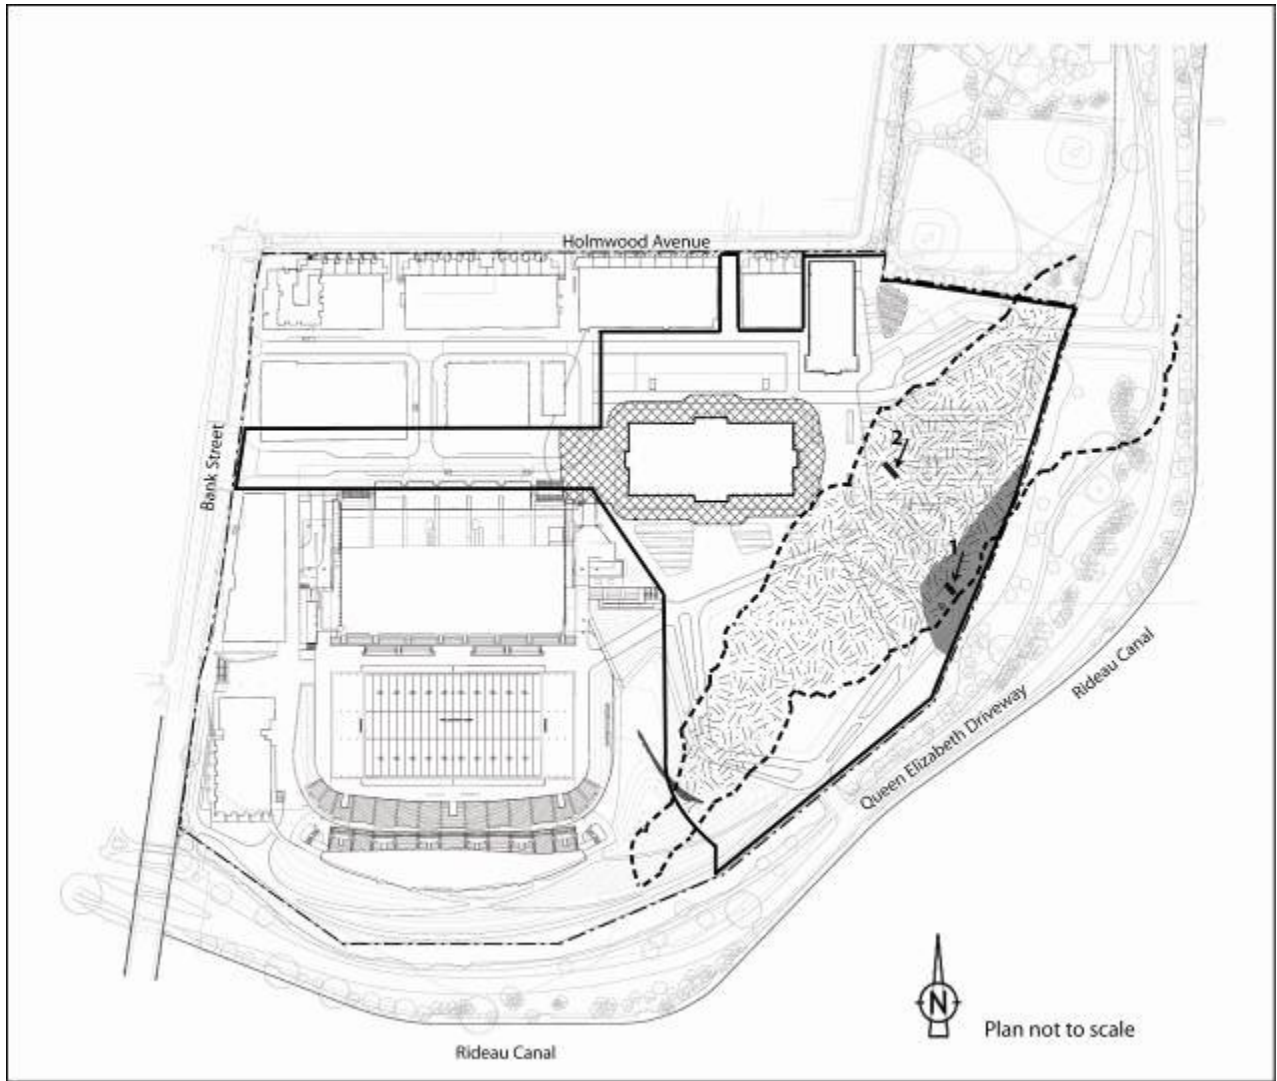 Holmwood Avenue
Bank Street
2
1
Rideau Canal
Queen Elizabeth Driveway
N
Plan not to scale
Rideau Canal